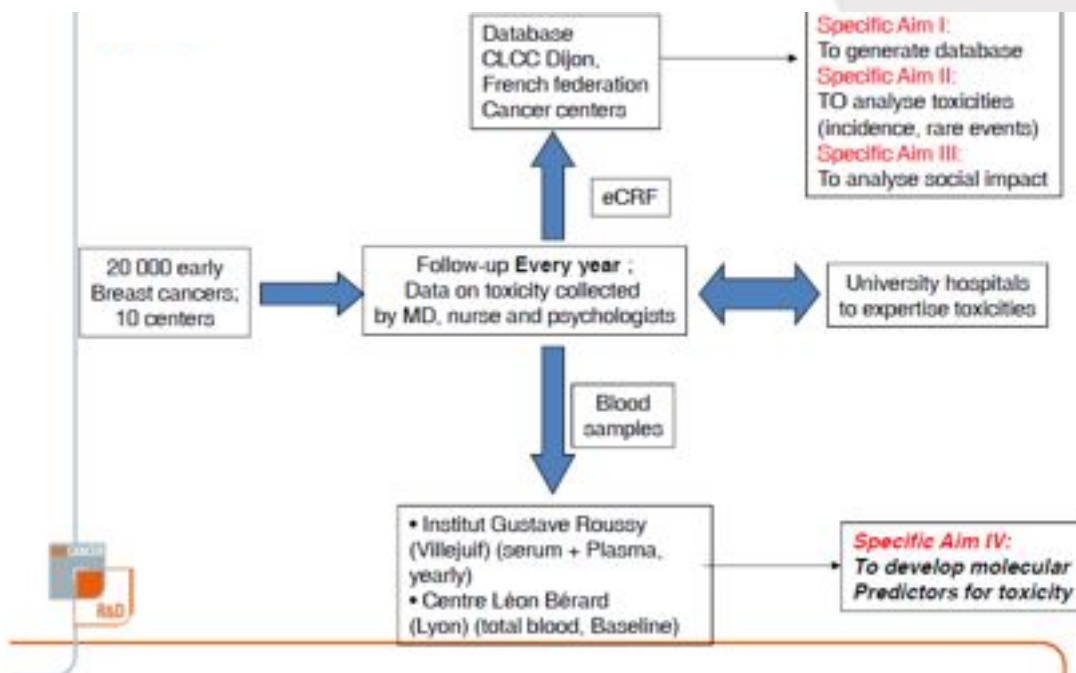 Database
CLCC Dijon,
French federation
Cancer centers
Specific Aim I:
To generate database
Specific Aim II:
TO analyse toxicities
(incidence, rare events)
Specific Aim III:
To analyse social impact
eCRF
20 000 early
Breast cancers;
10 centers
Follow-up Every year ;
Data on toxicity collected
by MD, nurse and psychologists
University hospitals
to expertise toxicities
Blood
samples
• Institut Gustave Roussy
(Villejuif) (serum + Plasma,
yearly)
• Centre Léon Bérard
(Lyon) (total blood, Baseline)
Specific Aim IV:
To develop molecular
Predictors for toxicity
CANCER
R&D